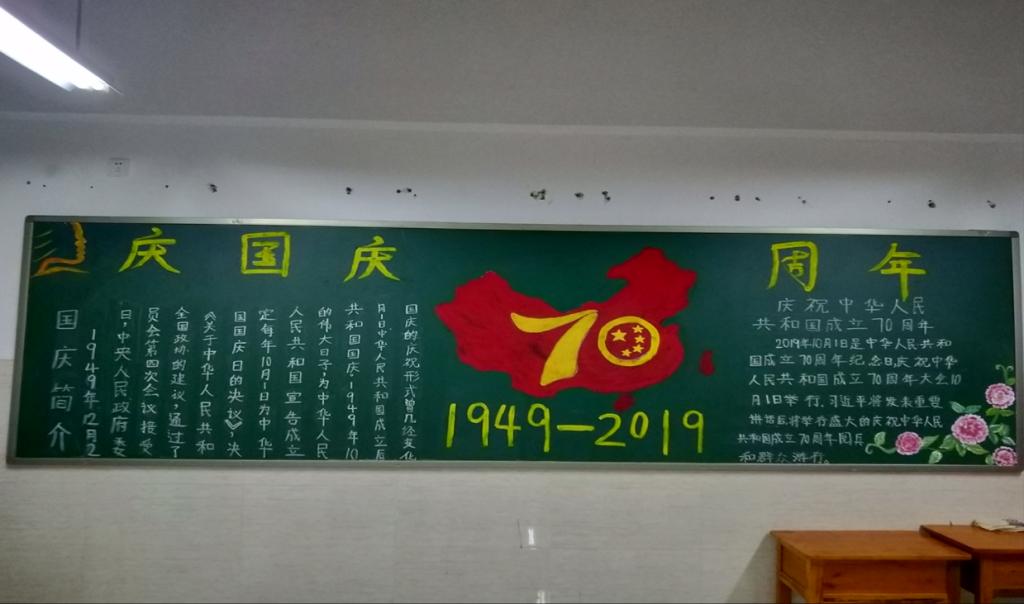 庆国庆
70
周年
1949-2019
国庆简介
1949年12月2
日,中央人民政府委
员会第四次会议接受
全国政协的建议,通过了
《关于中华人民共和
国国庆日的决议》,决
定每年10月1日为中华
人民共和国宣告成立
的伟大日子为中华人民
共和国国庆。1949年10
月1日中华人民共和国成立后
国庆的庆祝形式曾几经变化
庆祝中华人民
共和国成立70周年
2019年10月1日是中华人民共和
国成立70周年纪念日,庆祝中华
人民共和国成立70周年大会10
月1日举行,习近平将发表重要
讲话后将举行盛大的庆祝中华人民
共和国成立70周年阅兵
和群众游行。